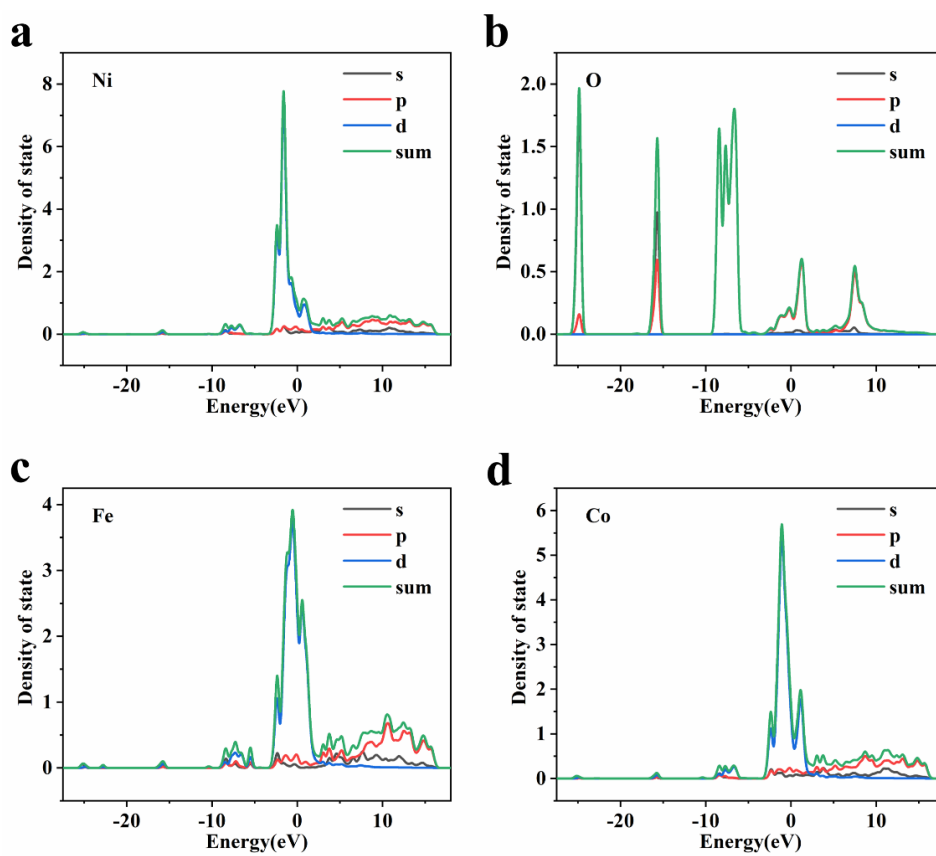 a
Ni
s
p
d
sum
Density of state
8
6
4
2
0
-20
-10
0
10
Energy(eV)
b
O
s
p
d
sum
Density of state
2.0
1.5
1.0
0.5
0.0
-20
-10
0
10
Energy(eV)
c
Fe
s
p
d
sum
Density of state
4
3
2
1
0
-20
-10
0
10
Energy(eV)
d
Co
s
p
d
sum
Density of state
6
5
4
3
2
1
0
-20
-10
0
10
Energy(eV)